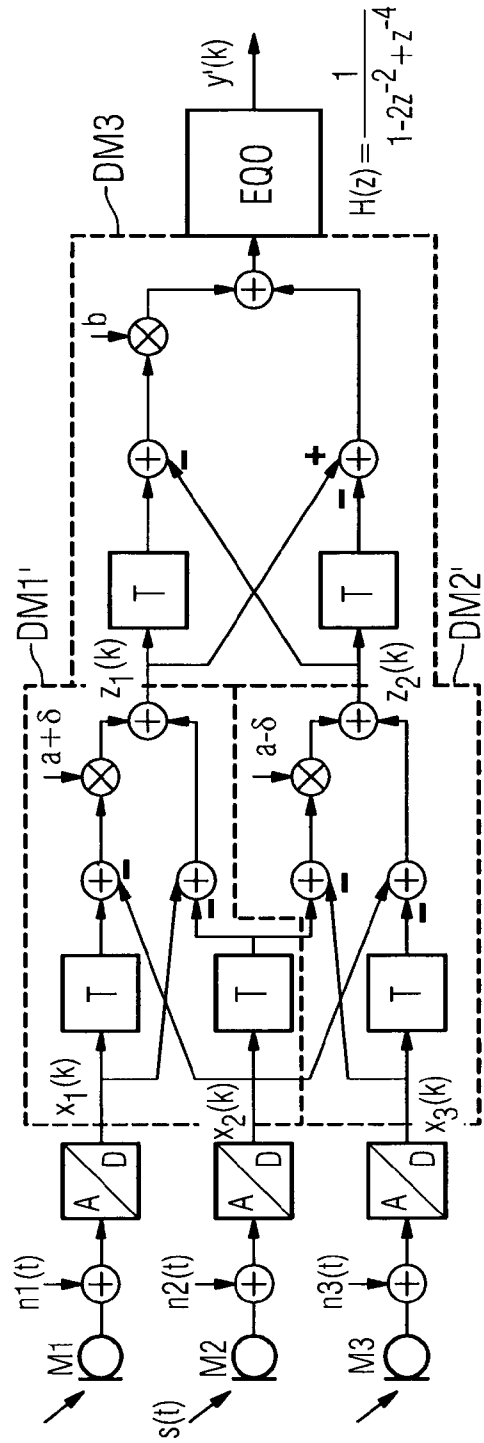 M1
n1(t)
A
D
x₁(k)
T
a+δ
z₁(k)
DM1'
T
b
DM3
EQO
y'(k)
H(z) = 1 / (1-2z⁻² + z⁻⁴)
s(t)
M2
n2(t)
A
D
x₂(k)
T
a-δ
z₂(k)
T
DM2'
M3
n3(t)
A
D
x₃(k)
T
+
+
+
+
+
+
+
+
+
+
+
+
+
-
-
-
-
-
-